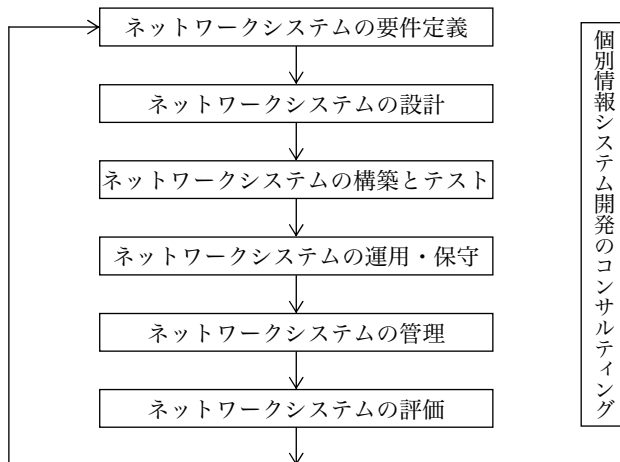 ネットワークシステムの要件定義
ネットワークシステムの設計
ネットワークシステムの構築とテスト
ネットワークシステムの運用・保守
ネットワークシステムの管理
ネットワークシステムの評価
個別情報システム開発のコンサルティング